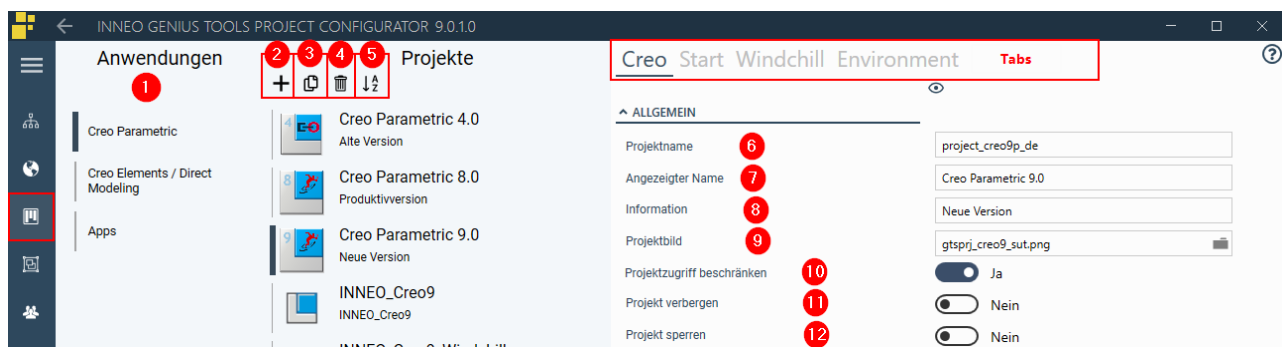 INNEO GENIUS TOOLS PROJECT CONFIGURATOR 9.0.1.0
Anwendungen
1
2 3 4 5
Projekte
Creo Start Windchill Environment Tabs
Creo Parametric
Creo Elements / Direct
Modeling
Apps
4
Creo Parametric 4.0
Alte Version
8
Creo Parametric 8.0
Produktivversion
9
Creo Parametric 9.0
Neue Version
INNEO_Creo9
INNEO_Creo9
ALLGEMEIN
Projektname 6 project_creo9p_de
Angezeigter Name 7 Creo Parametric 9.0
Information 8 Neue Version
Projektbild 9 gtsprj_creo9_sut.png
Projektzugriff beschränken 10 Ja
Projekt verbergen 11 Nein
Projekt sperren 12 Nein